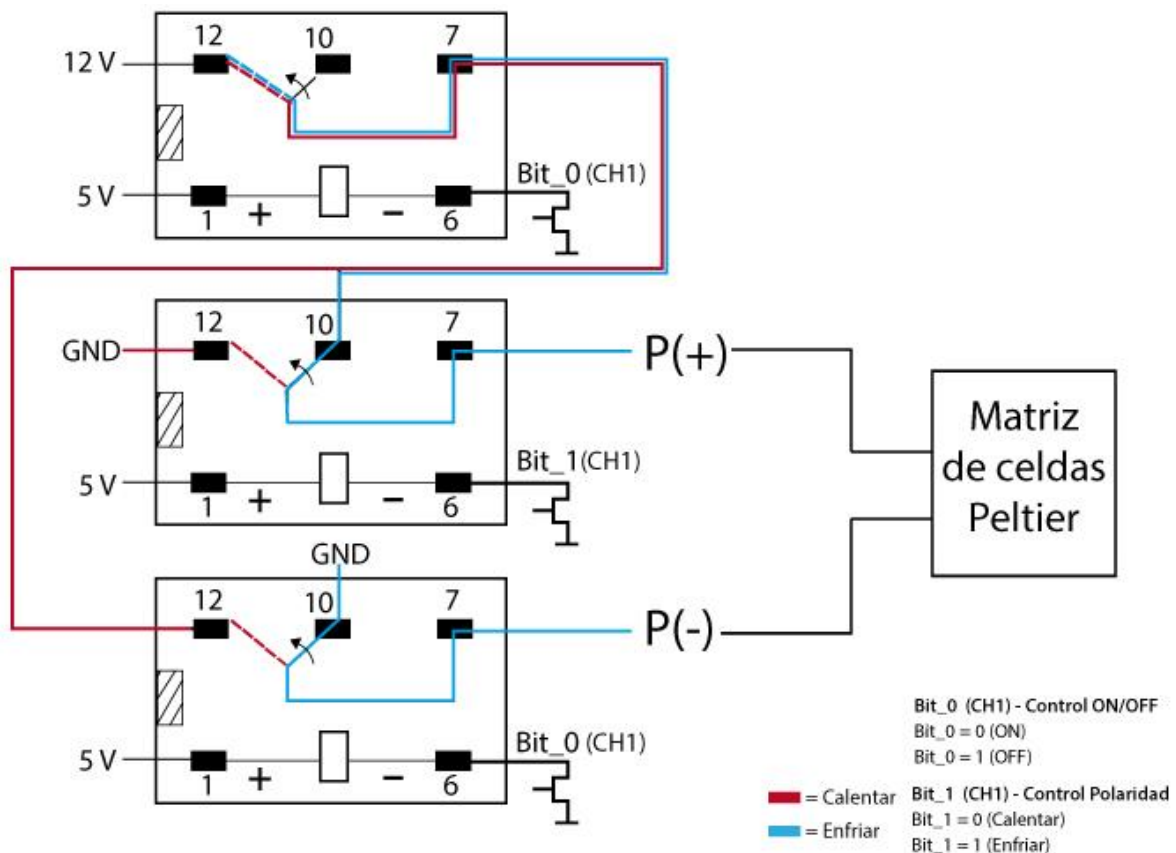 12
10
7
12 V
5 V
1
+
-
6
Bit_0 (CH1)
12
10
7
GND
P(+)
5 V
1
+
-
6
Bit_1 (CH1)
Matriz
de celdas
Peltier
GND
12
10
7
P(-)
5 V
1
+
-
6
Bit_0 (CH1)
Bit_0 (CH1) - Control ON/OFF
Bit_0 = 0 (ON)
Bit_0 = 1 (OFF)
= Calentar
= Enfriar
Bit_1 (CH1) - Control Polaridad
Bit_1 = 0 (Calentar)
Bit_1 = 1 (Enfriar)